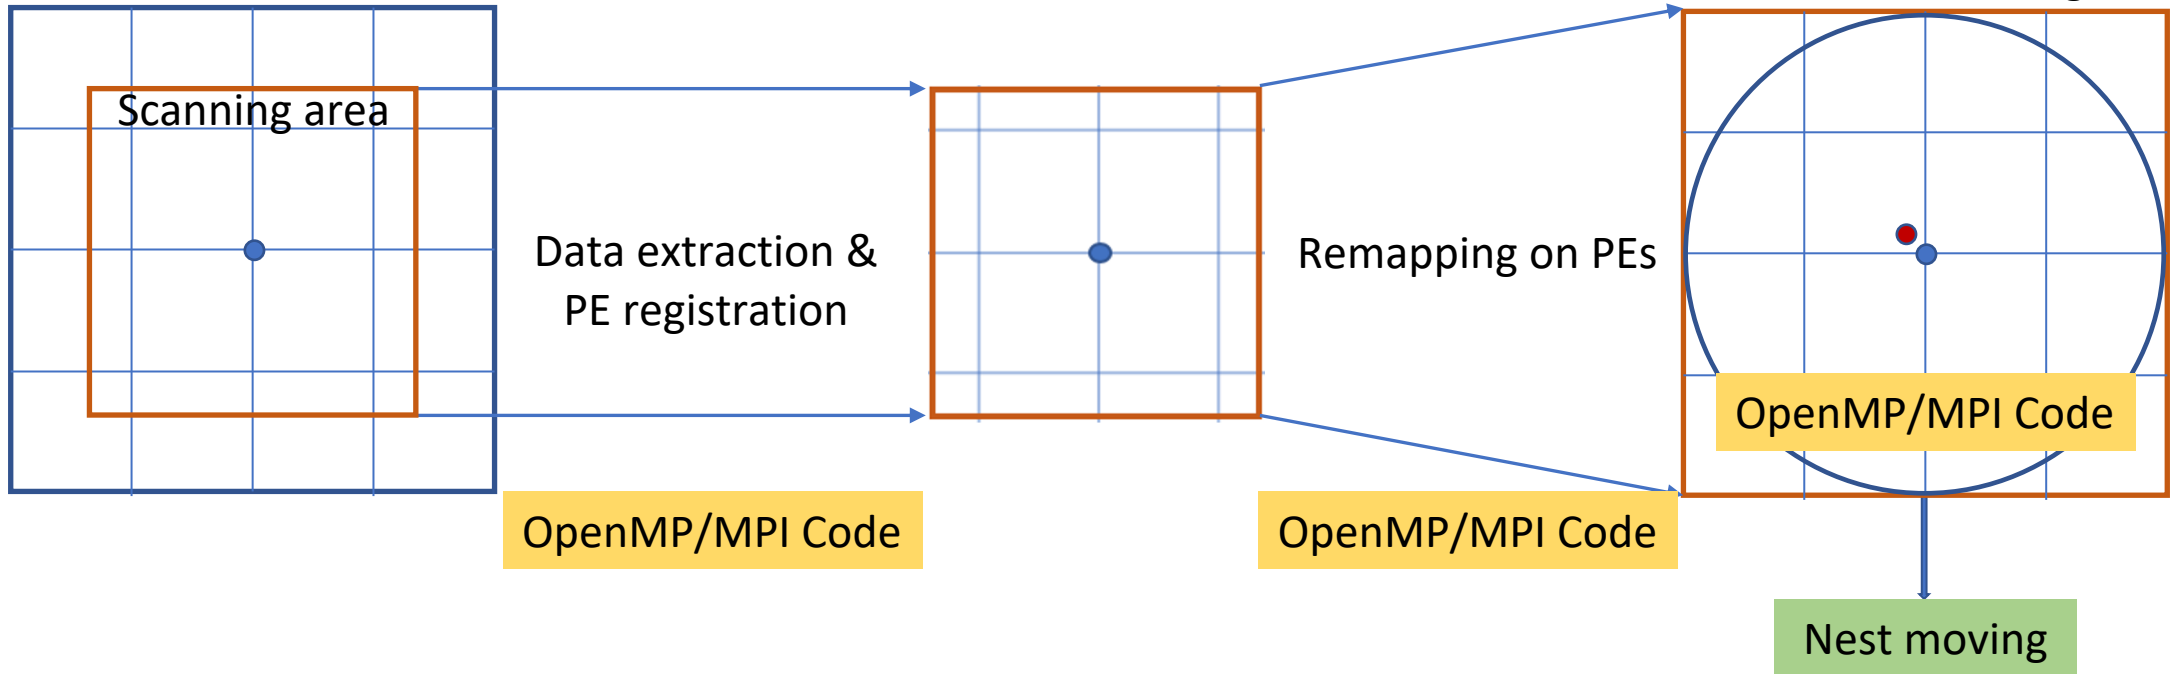 Scanning area
Data extraction &
PE registration
Remapping on PEs
OpenMP/MPI Code
OpenMP/MPI Code
OpenMP/MPI Code
Nest moving